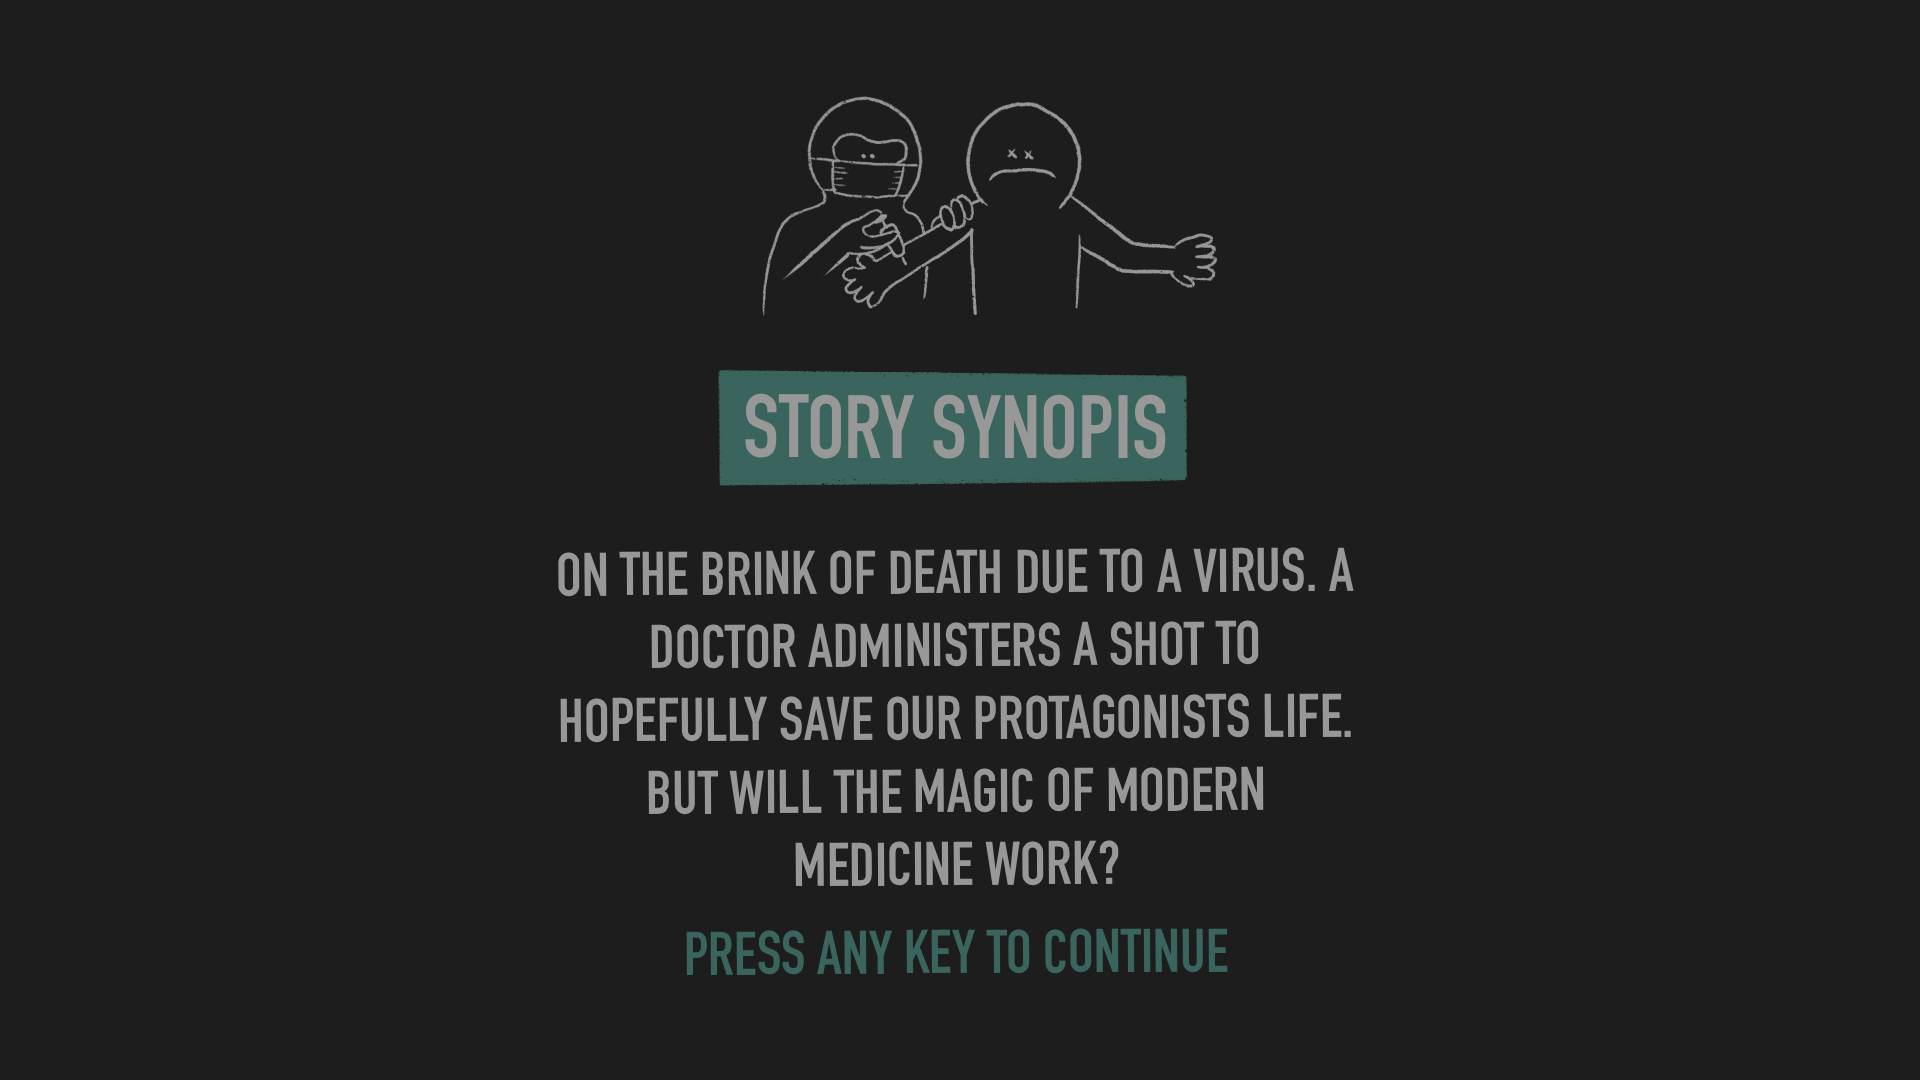 STORY SYNOPIS
ON THE BRINK OF DEATH DUE TO A VIRUS. A
DOCTOR ADMINISTERS A SHOT TO
HOPEFULLY SAVE OUR PROTAGONISTS LIFE.
BUT WILL THE MAGIC OF MODERN
MEDICINE WORK?
PRESS ANY KEY TO CONTINUE